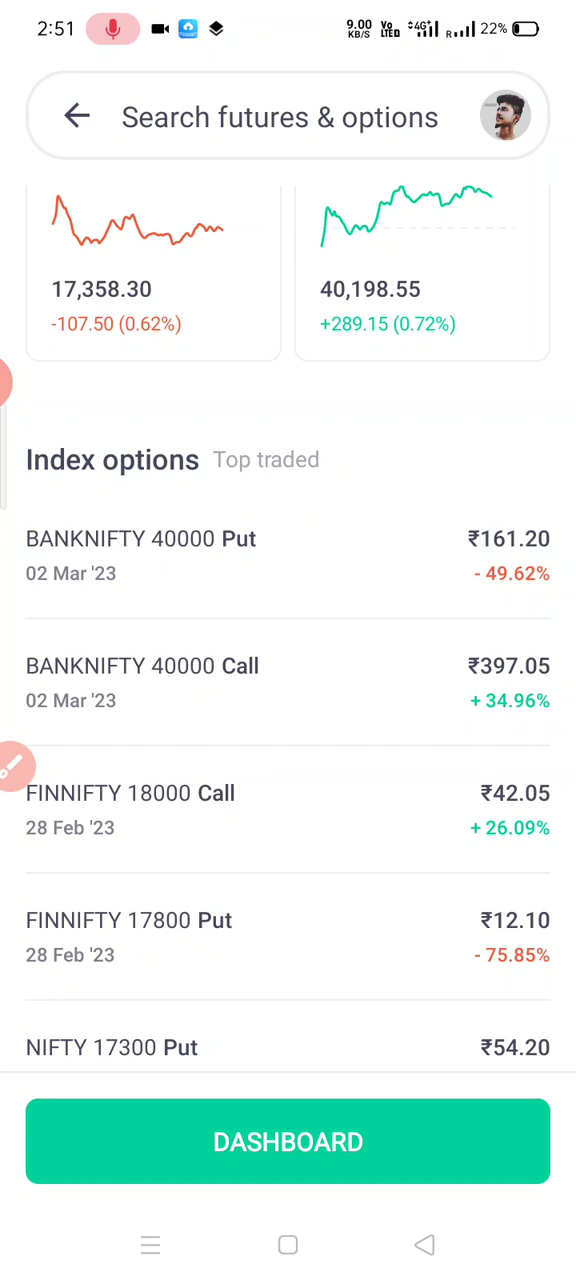 2:51 9.00 KB/S Vo LTED 4G+ R 22%
Search futures & options
17,358.30 40,198.55
-107.50 (0.62%) +289.15 (0.72%)
Index options Top traded
BANKNIFTY 40000 Put ₹161.20
02 Mar '23 - 49.62%
BANKNIFTY 40000 Call ₹397.05
02 Mar '23 + 34.96%
FINNIFTY 18000 Call ₹42.05
28 Feb '23 + 26.09%
FINNIFTY 17800 Put ₹12.10
28 Feb '23 - 75.85%
NIFTY 17300 Put ₹54.20
DASHBOARD